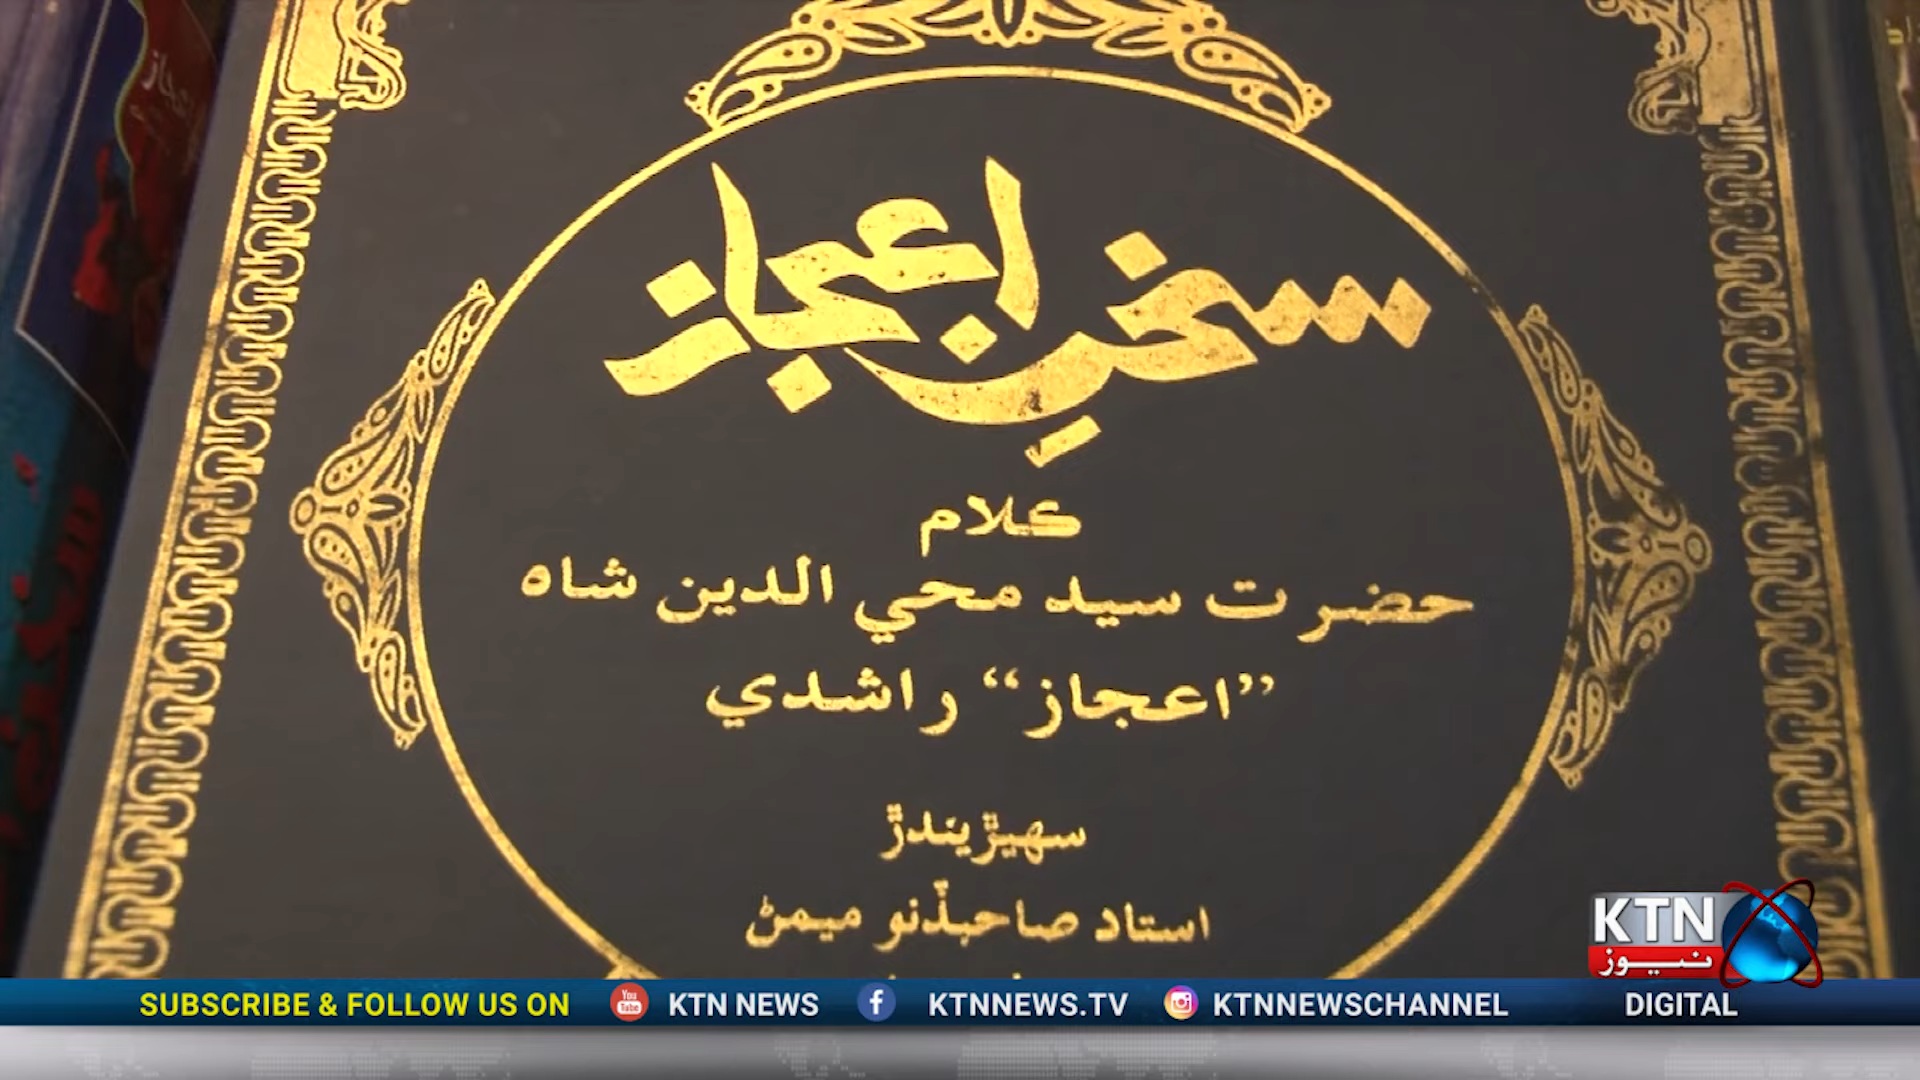 سخنِ اعجاز
ڪلام
حضرت سيد محي الدين شاه
”اعجاز“ راشدي
سهيڙيندڙ
استاد صاحبڏنو ميمڻ
KTN
نيوز
SUBSCRIBE & FOLLOW US ON KTN NEWS KTNNEWS.TV KTNNEWSCHANNEL DIGITAL